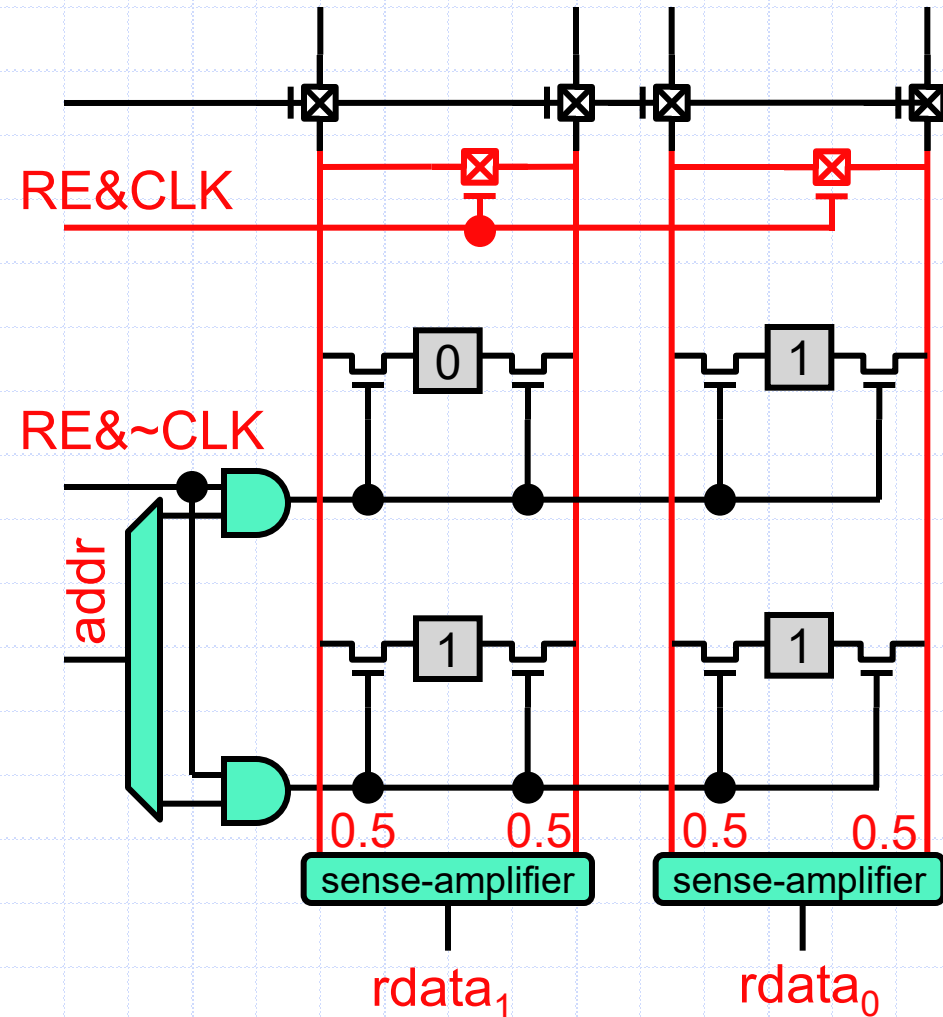 RE&CLK
0
1
RE&~CLK
addr
1
1
0.5
0.5
0.5
0.5
sense-amplifier
sense-amplifier
rdata₁
rdata₀